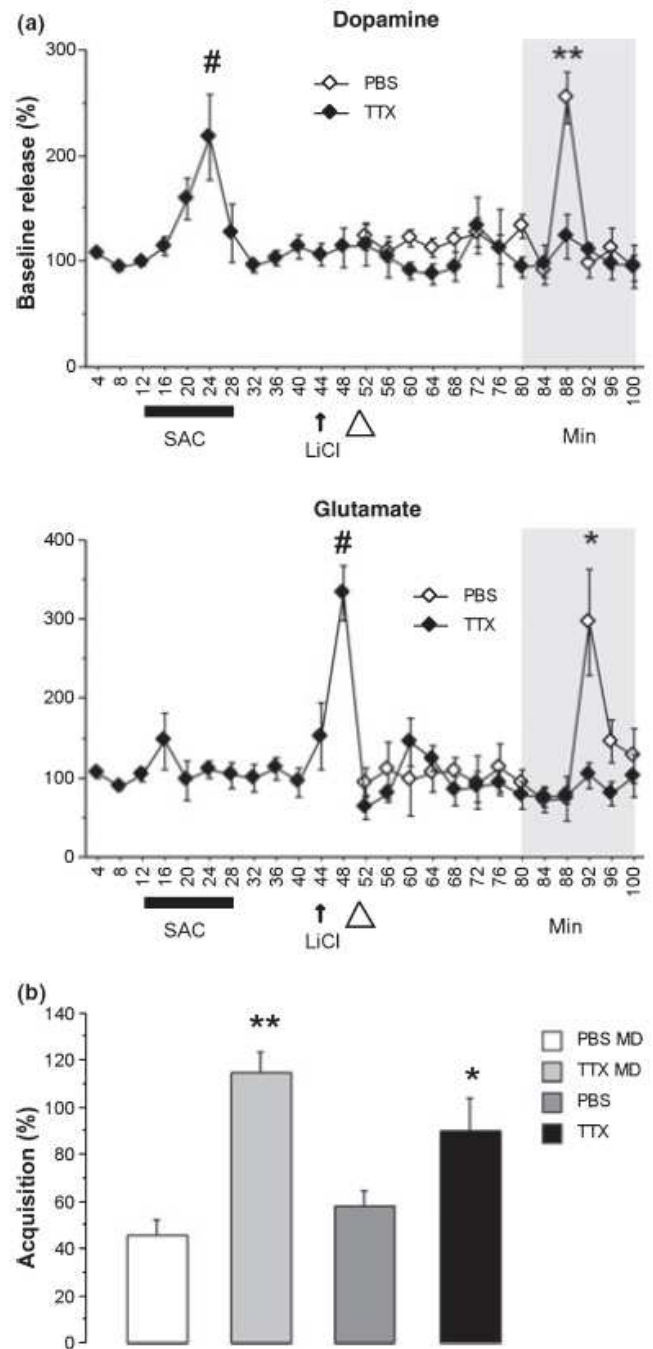 (a)
Dopamine
300
200
100
0
Baseline release (%)
#
**
PBS
TTX
4 8 12 16 20 24 28 32 36 40 44 48 52 56 60 64 68 72 76 80 84 88 92 96 100
SAC
LiCl
Min
Glutamate
400
300
200
100
0
#
*
PBS
TTX
4 8 12 16 20 24 28 32 36 40 44 48 52 56 60 64 68 72 76 80 84 88 92 96 100
SAC
LiCl
Min
(b)
140
120
100
80
60
40
20
0
Acquisition (%)
**
*
PBS MD
TTX MD
PBS
TTX